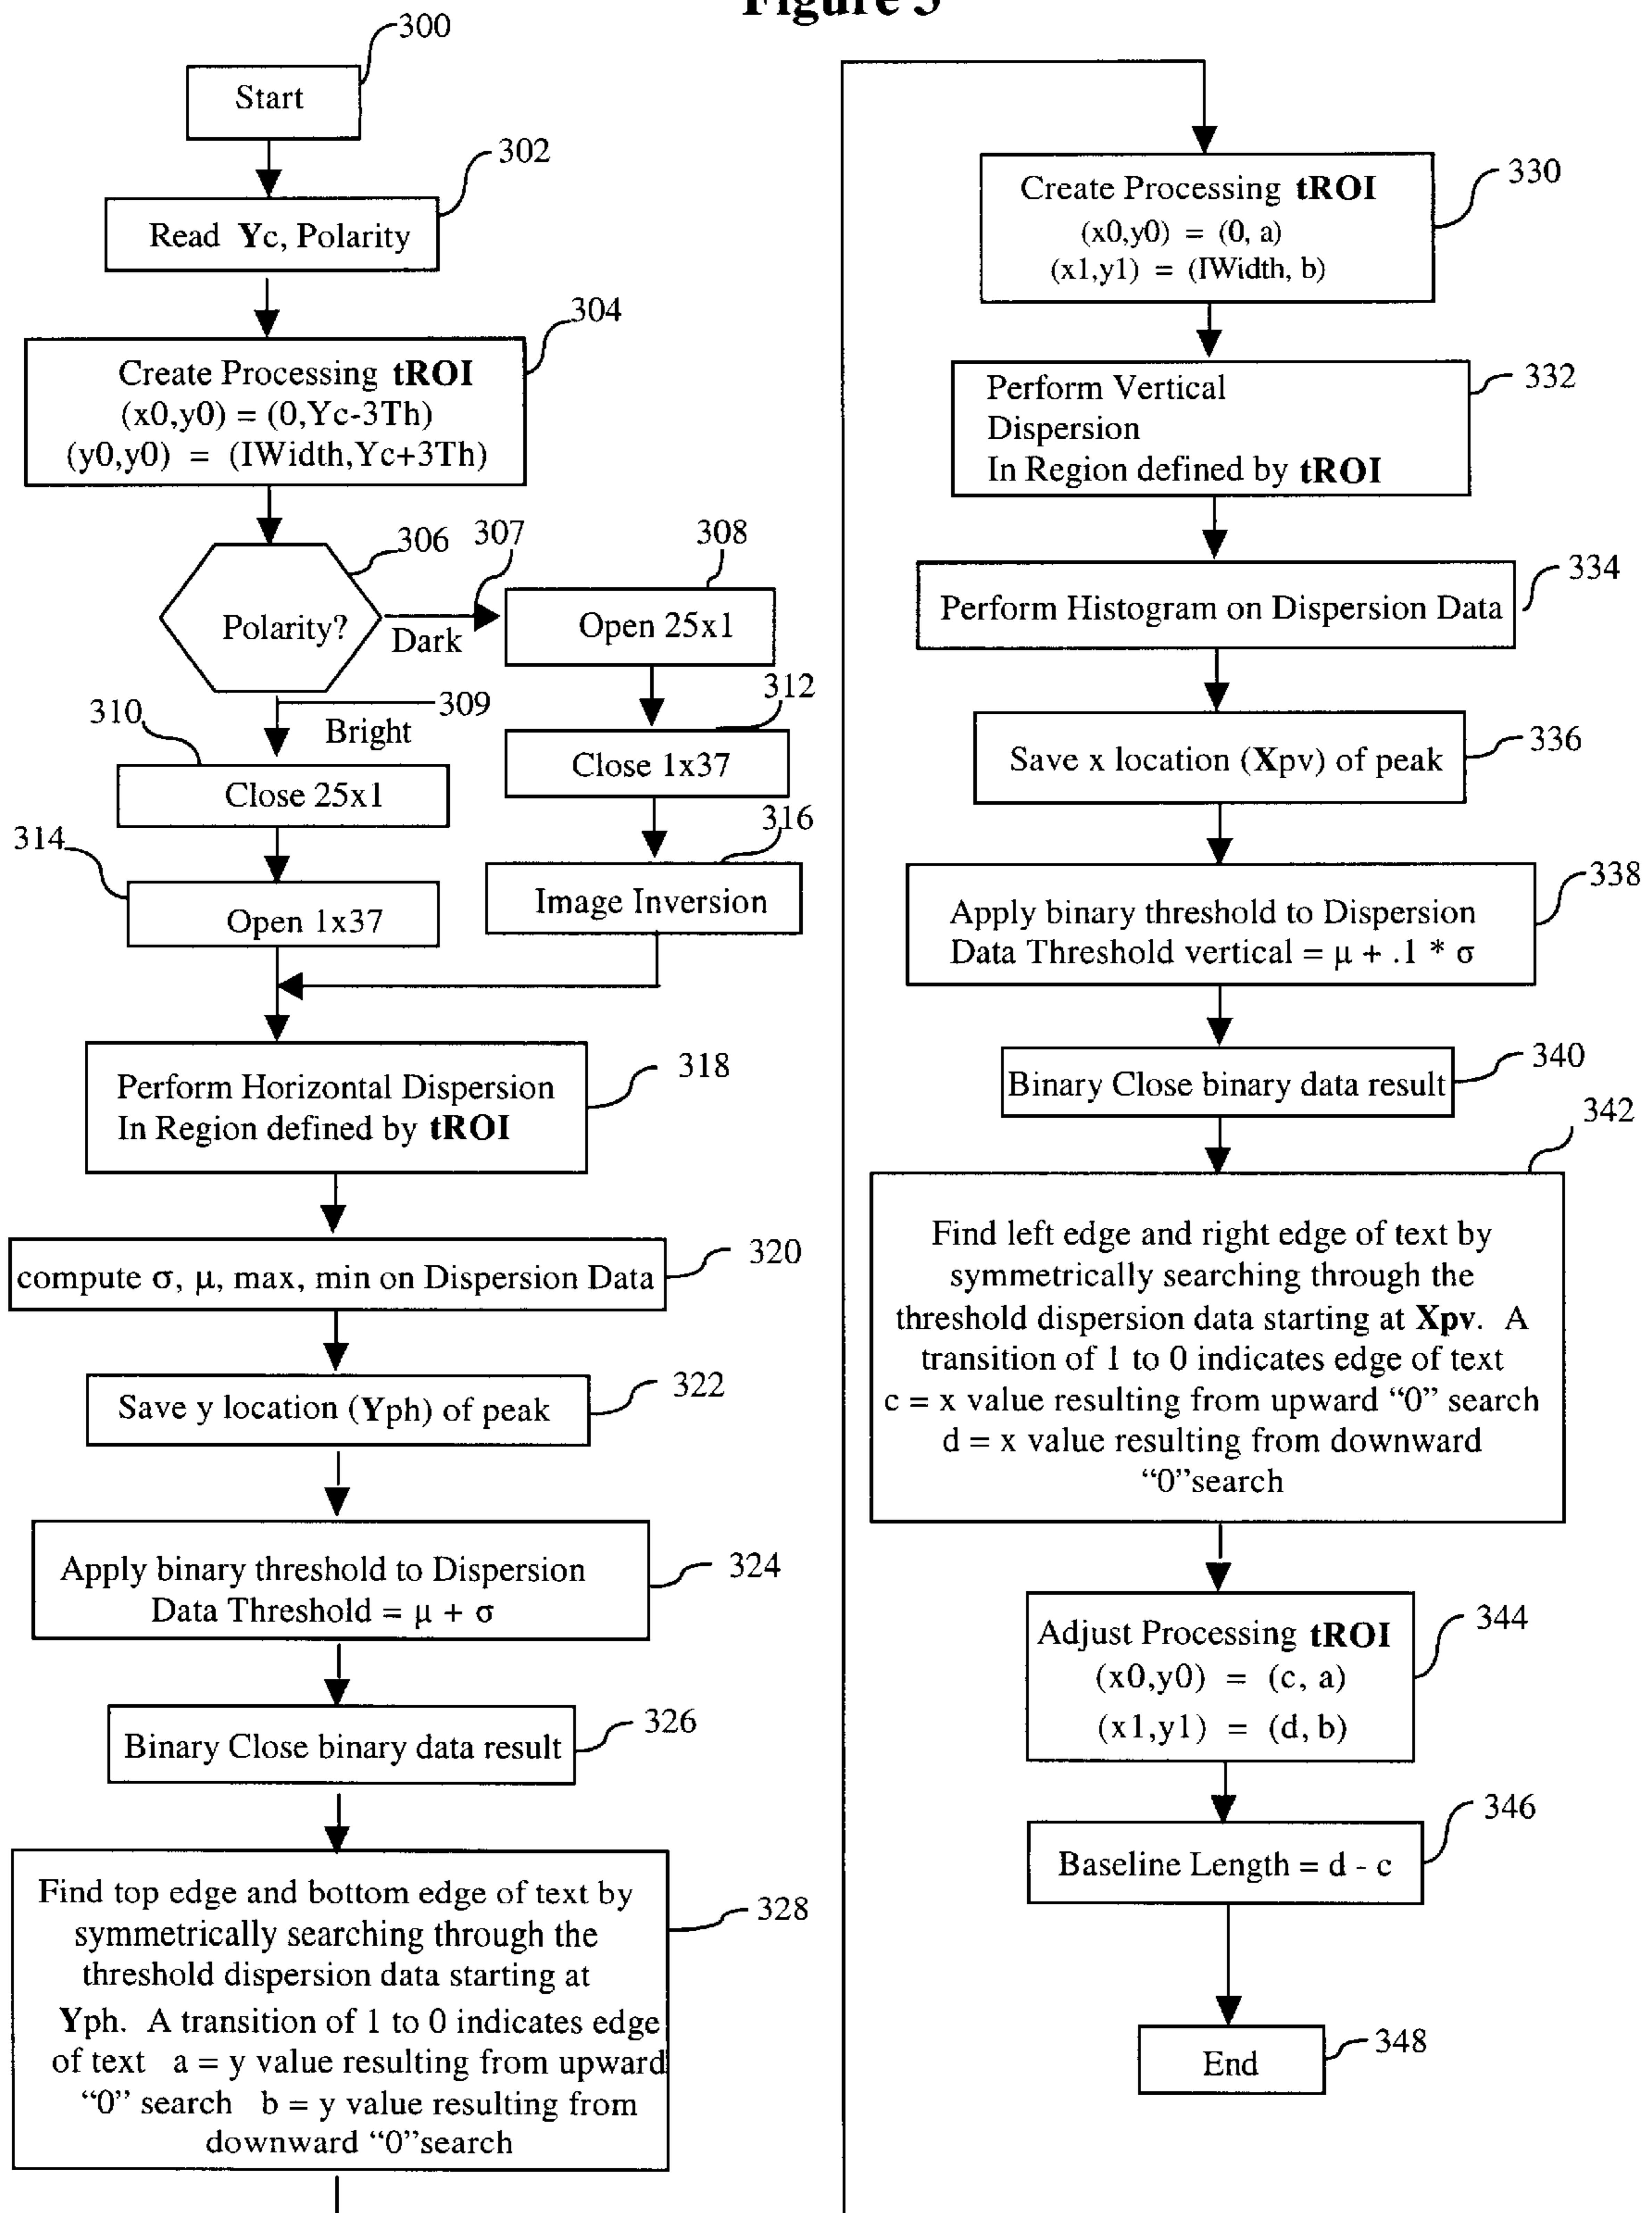 Figure 3
300
Start
302
Read Yc, Polarity
304
Create Processing tROI
(x0,y0) = (0,Yc-3Th)
(y0,y0) = (IWidth,Yc+3Th)
306
307
308
Polarity?
Dark
Open 25x1
312
309
310
Bright
Close 1x37
Close 25x1
316
314
Image Inversion
Open 1x37
318
Perform Horizontal Dispersion
In Region defined by tROI
320
compute σ, μ, max, min on Dispersion Data
322
Save y location (Yph) of peak
324
Apply binary threshold to Dispersion
Data Threshold = μ + σ
326
Binary Close binary data result
328
Find top edge and bottom edge of text by
symmetrically searching through the
threshold dispersion data starting at
Yph. A transition of 1 to 0 indicates edge
of text a = y value resulting from upward
“0” search b = y value resulting from
downward “0”search
330
Create Processing tROI
(x0,y0) = (0, a)
(x1,y1) = (IWidth, b)
332
Perform Vertical
Dispersion
In Region defined by tROI
334
Perform Histogram on Dispersion Data
336
Save x location (Xpv) of peak
338
Apply binary threshold to Dispersion
Data Threshold vertical = μ + .1 * σ
340
Binary Close binary data result
342
Find left edge and right edge of text by
symmetrically searching through the
threshold dispersion data starting at Xpv. A
transition of 1 to 0 indicates edge of text
c = x value resulting from upward “0” search
d = x value resulting from downward
“0”search
344
Adjust Processing tROI
(x0,y0) = (c, a)
(x1,y1) = (d, b)
346
Baseline Length = d - c
348
End